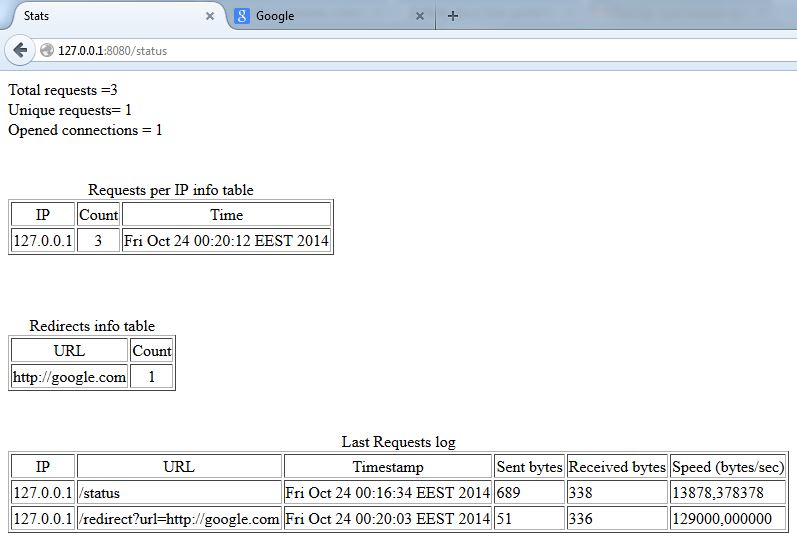 Stats Google
127.0.0.1:8080/status
Total requests =3
Unique requests= 1
Opened connections = 1
Requests per IP info table
IP Count Time
127.0.0.1 3 Fri Oct 24 00:20:12 EEST 2014
Redirects info table
URL Count
http://google.com 1
Last Requests log
IP URL Timestamp Sent bytes Received bytes Speed (bytes/sec)
127.0.0.1 /status Fri Oct 24 00:16:34 EEST 2014 689 338 13878,378378
127.0.0.1 /redirect?url=http://google.com Fri Oct 24 00:20:03 EEST 2014 51 336 129000,000000